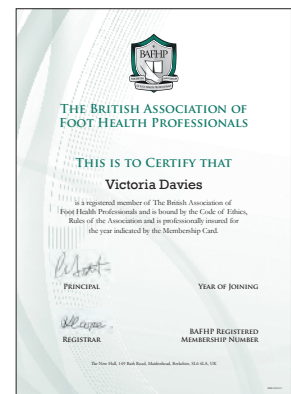 BAFHP
THE BRITISH ASSOCIATION OF
FOOT HEALTH PROFESSIONALS
THIS IS TO CERTIFY THAT
Victoria Davies
is a registered member of The British Association of
Foot Health Professionals and is bound by the Code of Ethics,
Rules of the Association and is professionally insured for
the year indicated by the Membership Card.
PRINCIPAL
YEAR OF JOINING
REGISTRAR
BAFHP REGISTERED
MEMBERSHIP NUMBER
The New Hall, 149 Bath Road, Maidenhead, Berkshire, SL6 4LA, UK